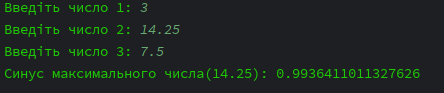 Введіть число 1: 3
Введіть число 2: 14.25
Введіть число 3: 7.5
Синус максимального числа(14.25): 0.9936411011327626